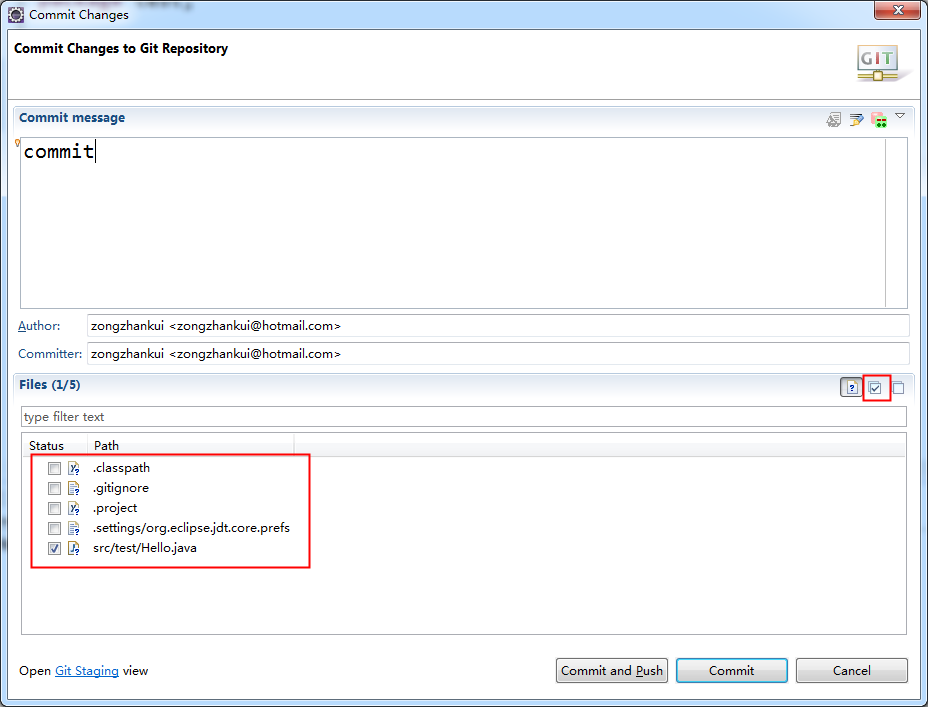 Commit Changes
Commit Changes to Git Repository
GIT
Commit message
commit
Author: zongzhankui <zongzhankui@hotmail.com>
Committer: zongzhankui <zongzhankui@hotmail.com>
Files (1/5)
type filter text
Status Path
.classpath
.gitignore
.project
.settings/org.eclipse.jdt.core.prefs
src/test/Hello.java
Open Git Staging view
Commit and Push Commit Cancel